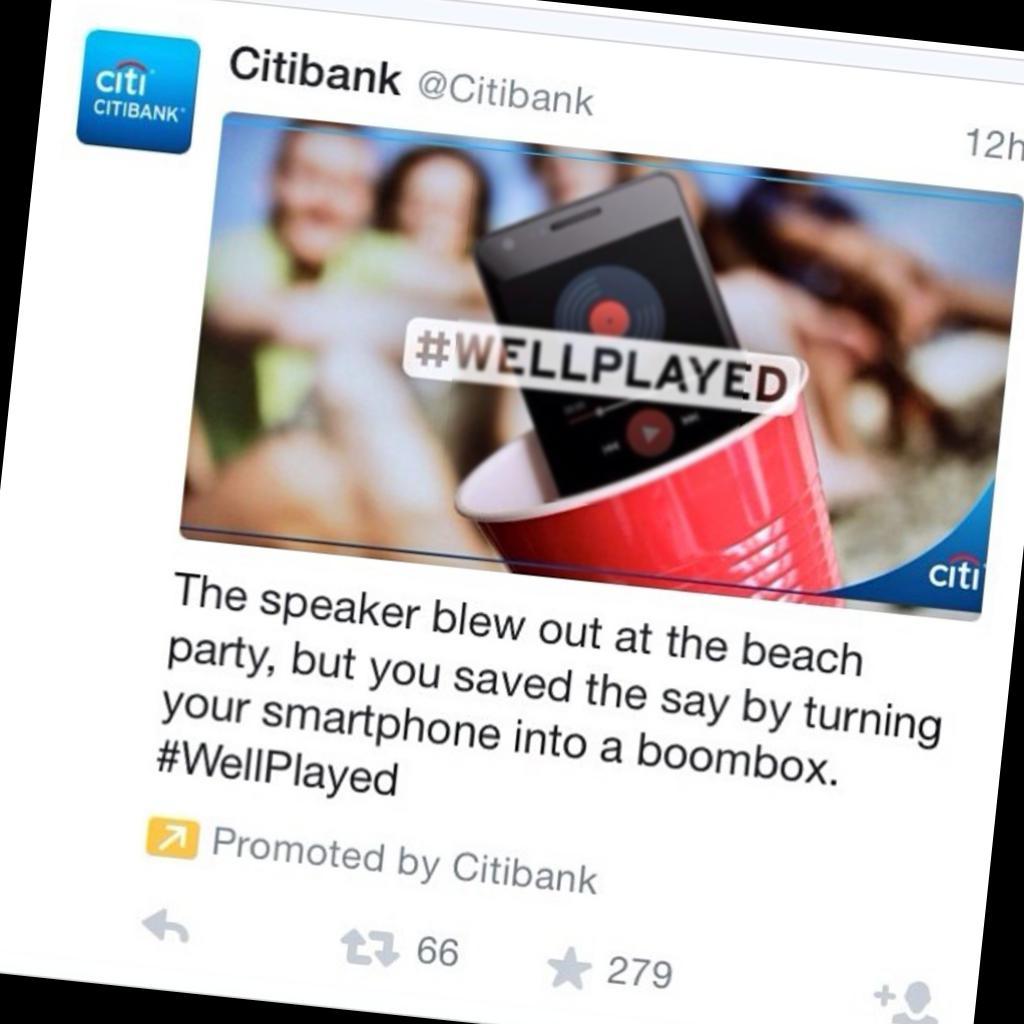 citi
CITIBANK
Citibank @Citibank
12h
#WELLPLAYED
citi
The speaker blew out at the beach
party, but you saved the say by turning
your smartphone into a boombox.
#WellPlayed
Promoted by Citibank
66
279